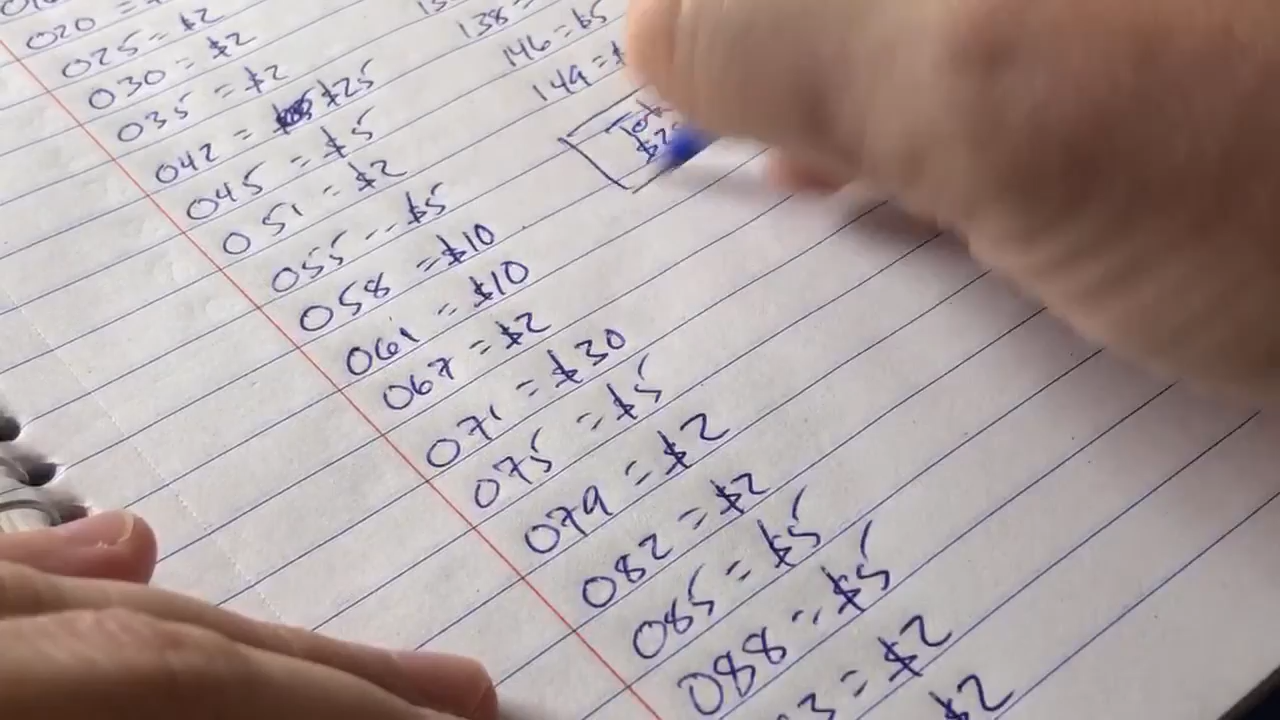 020 =
025 = $2
030 = $2
035 = $2
042 = $25
045 = $5
051 = $2
055 = $5
058 = $10
061 = $10
067 = $2
071 = $30
075 = $5
079 = $2
082 = $2
085 = $5
088 = $5
3 = $2
$2
138 =
146 = $5
149 = $
Tot
$2